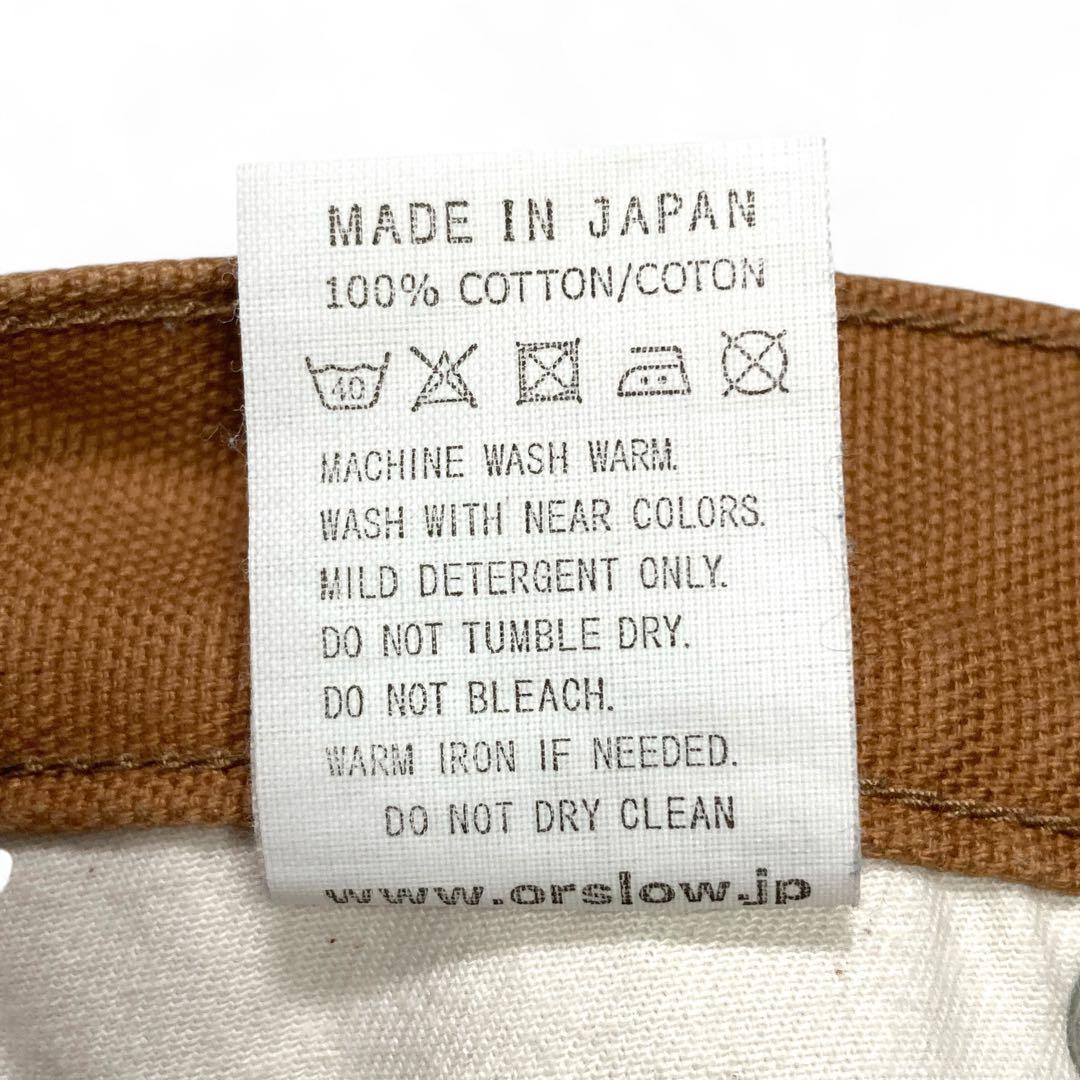 MADE IN JAPAN
100% COTTON/COTON
40
MACHINE WASH WARM.
WASH WITH NEAR COLORS.
MILD DETERGENT ONLY.
DO NOT TUMBLE DRY.
DO NOT BLEACH.
WARM IRON IF NEEDED.
DO NOT DRY CLEAN
www.orslow.jp